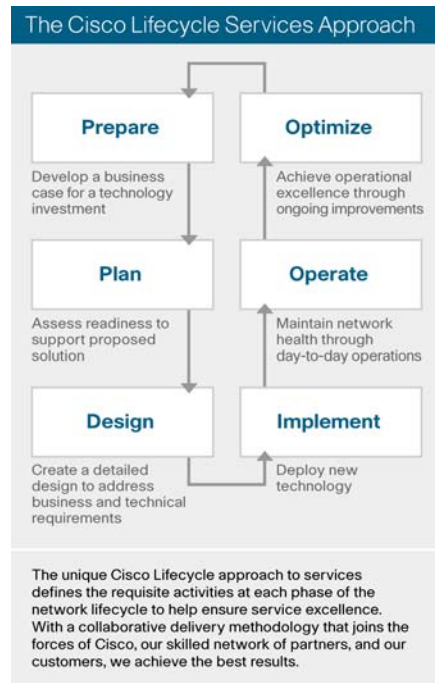 The Cisco Lifecycle Services Approach
Prepare
Develop a business
case for a technology
investment
Plan
Assess readiness to
support proposed
solution
Design
Create a detailed
design to address
business and technical
requirements
Implement
Deploy new
technology
Operate
Maintain network
health through
day-to-day operations
Optimize
Achieve operational
excellence through
ongoing improvements
The unique Cisco Lifecycle approach to services
defines the requisite activities at each phase of the
network lifecycle to help ensure service excellence.
With a collaborative delivery methodology that joins the
forces of Cisco, our skilled network of partners, and our
customers, we achieve the best results.